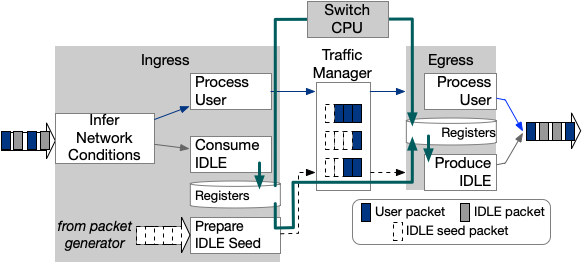 Switch
CPU
Ingress
Traffic
Manager
Egress
Process
User
Process
User
Infer
Network
Conditions
Consume
IDLE
Registers
Registers
Produce
IDLE
from packet
generator
Prepare
IDLE Seed
User packet
IDLE packet
IDLE seed packet